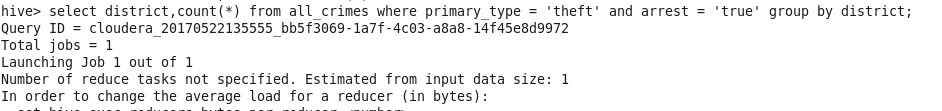 hive> select district,count(*) from all_crimes where primary_type = 'theft' and arrest = 'true' group by district;
Query ID = cloudera_20170522135555_bb5f3069-1a7f-4c03-a8a8-14f45e8d9972
Total jobs = 1
Launching Job 1 out of 1
Number of reduce tasks not specified. Estimated from input data size: 1
In order to change the average load for a reducer (in bytes):